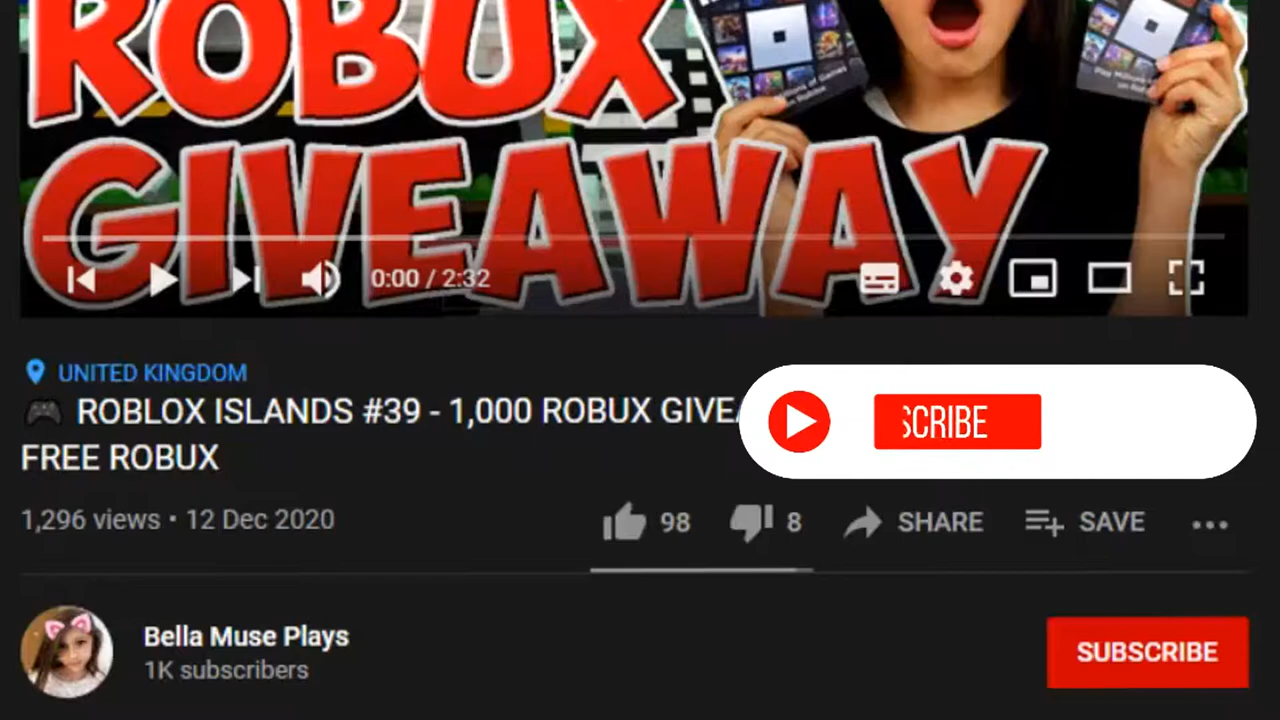 ROBUX
GIVEAWAY
0:00 / 2:32
UNITED KINGDOM
ROBLOX ISLANDS #39 - 1,000 ROBUX GIVEA
FREE ROBUX
SCRIBE
1,296 views • 12 Dec 2020
98 8 SHARE SAVE
Bella Muse Plays
1K subscribers
SUBSCRIBE